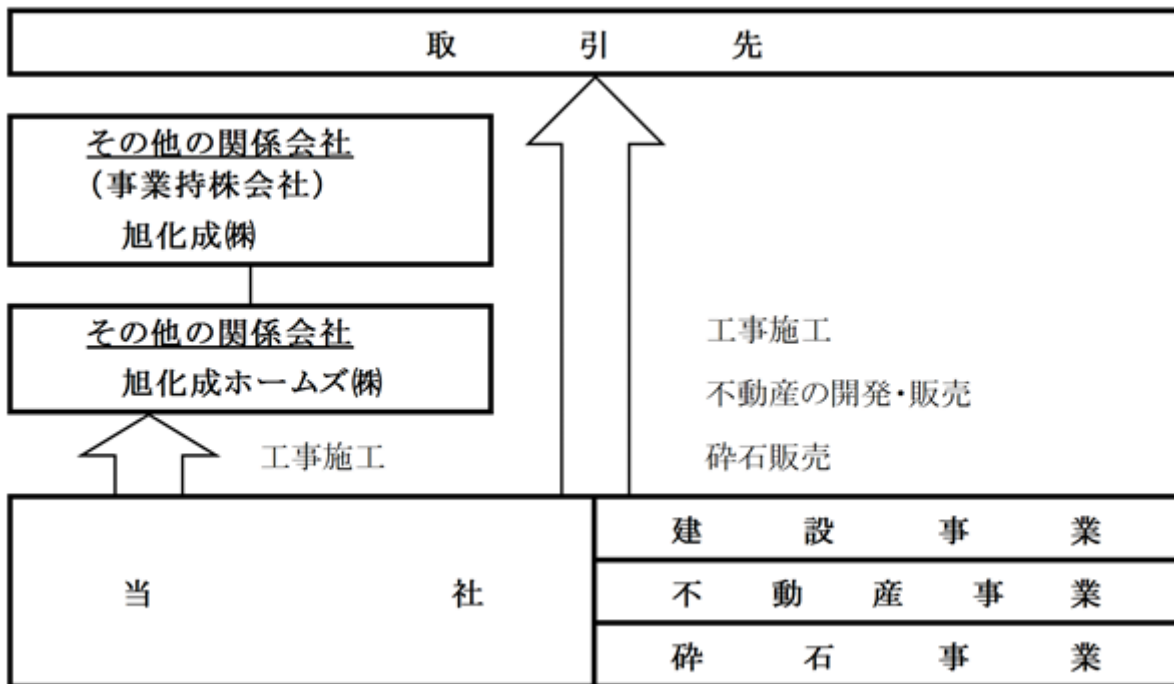 取引先
その他の関係会社
（事業持株会社）
旭化成㈱
その他の関係会社
旭化成ホームズ㈱
工事施工
工事施工
不動産の開発・販売
砕石販売
当社
建設事業
不動産事業
砕石事業